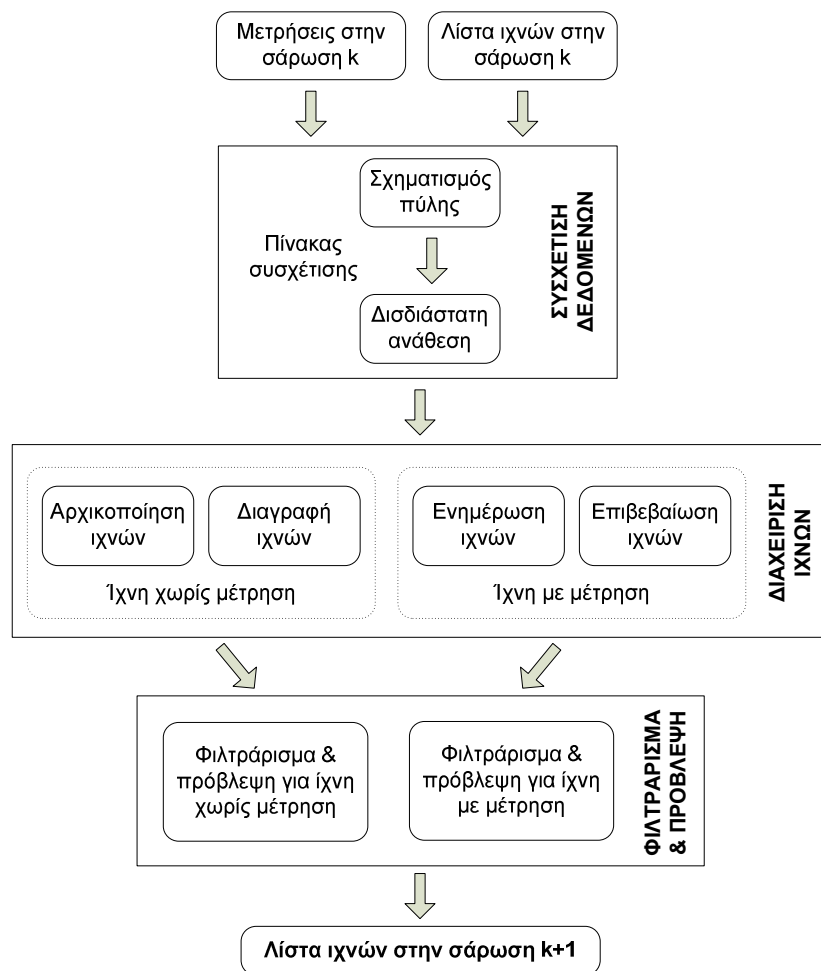 Μετρήσεις στην
σάρωση k
Λίστα ιχνών στην
σάρωση k
Σχηματισμός
πύλης
Πίνακας
συσχέτισης
Δισδιάστατη
ανάθεση
ΣΥΣΧΕΤΙΣΗ
ΔΕΔΟΜΕΝΩΝ
Αρχικοποίηση
ιχνών
Διαγραφή
ιχνών
Ίχνη χωρίς μέτρηση
Ενημέρωση
ιχνών
Επιβεβαίωση
ιχνών
Ίχνη με μέτρηση
ΔΙΑΧΕΙΡΙΣΗ
ΙΧΝΩΝ
Φιλτράρισμα &
πρόβλεψη για ίχνη
χωρίς μέτρηση
Φιλτράρισμα &
πρόβλεψη για ίχνη
με μέτρηση
ΦΙΛΤΡΑΡΙΣΜΑ
& ΠΡΟΒΛΕΨΗ
Λίστα ιχνών στην σάρωση k+1